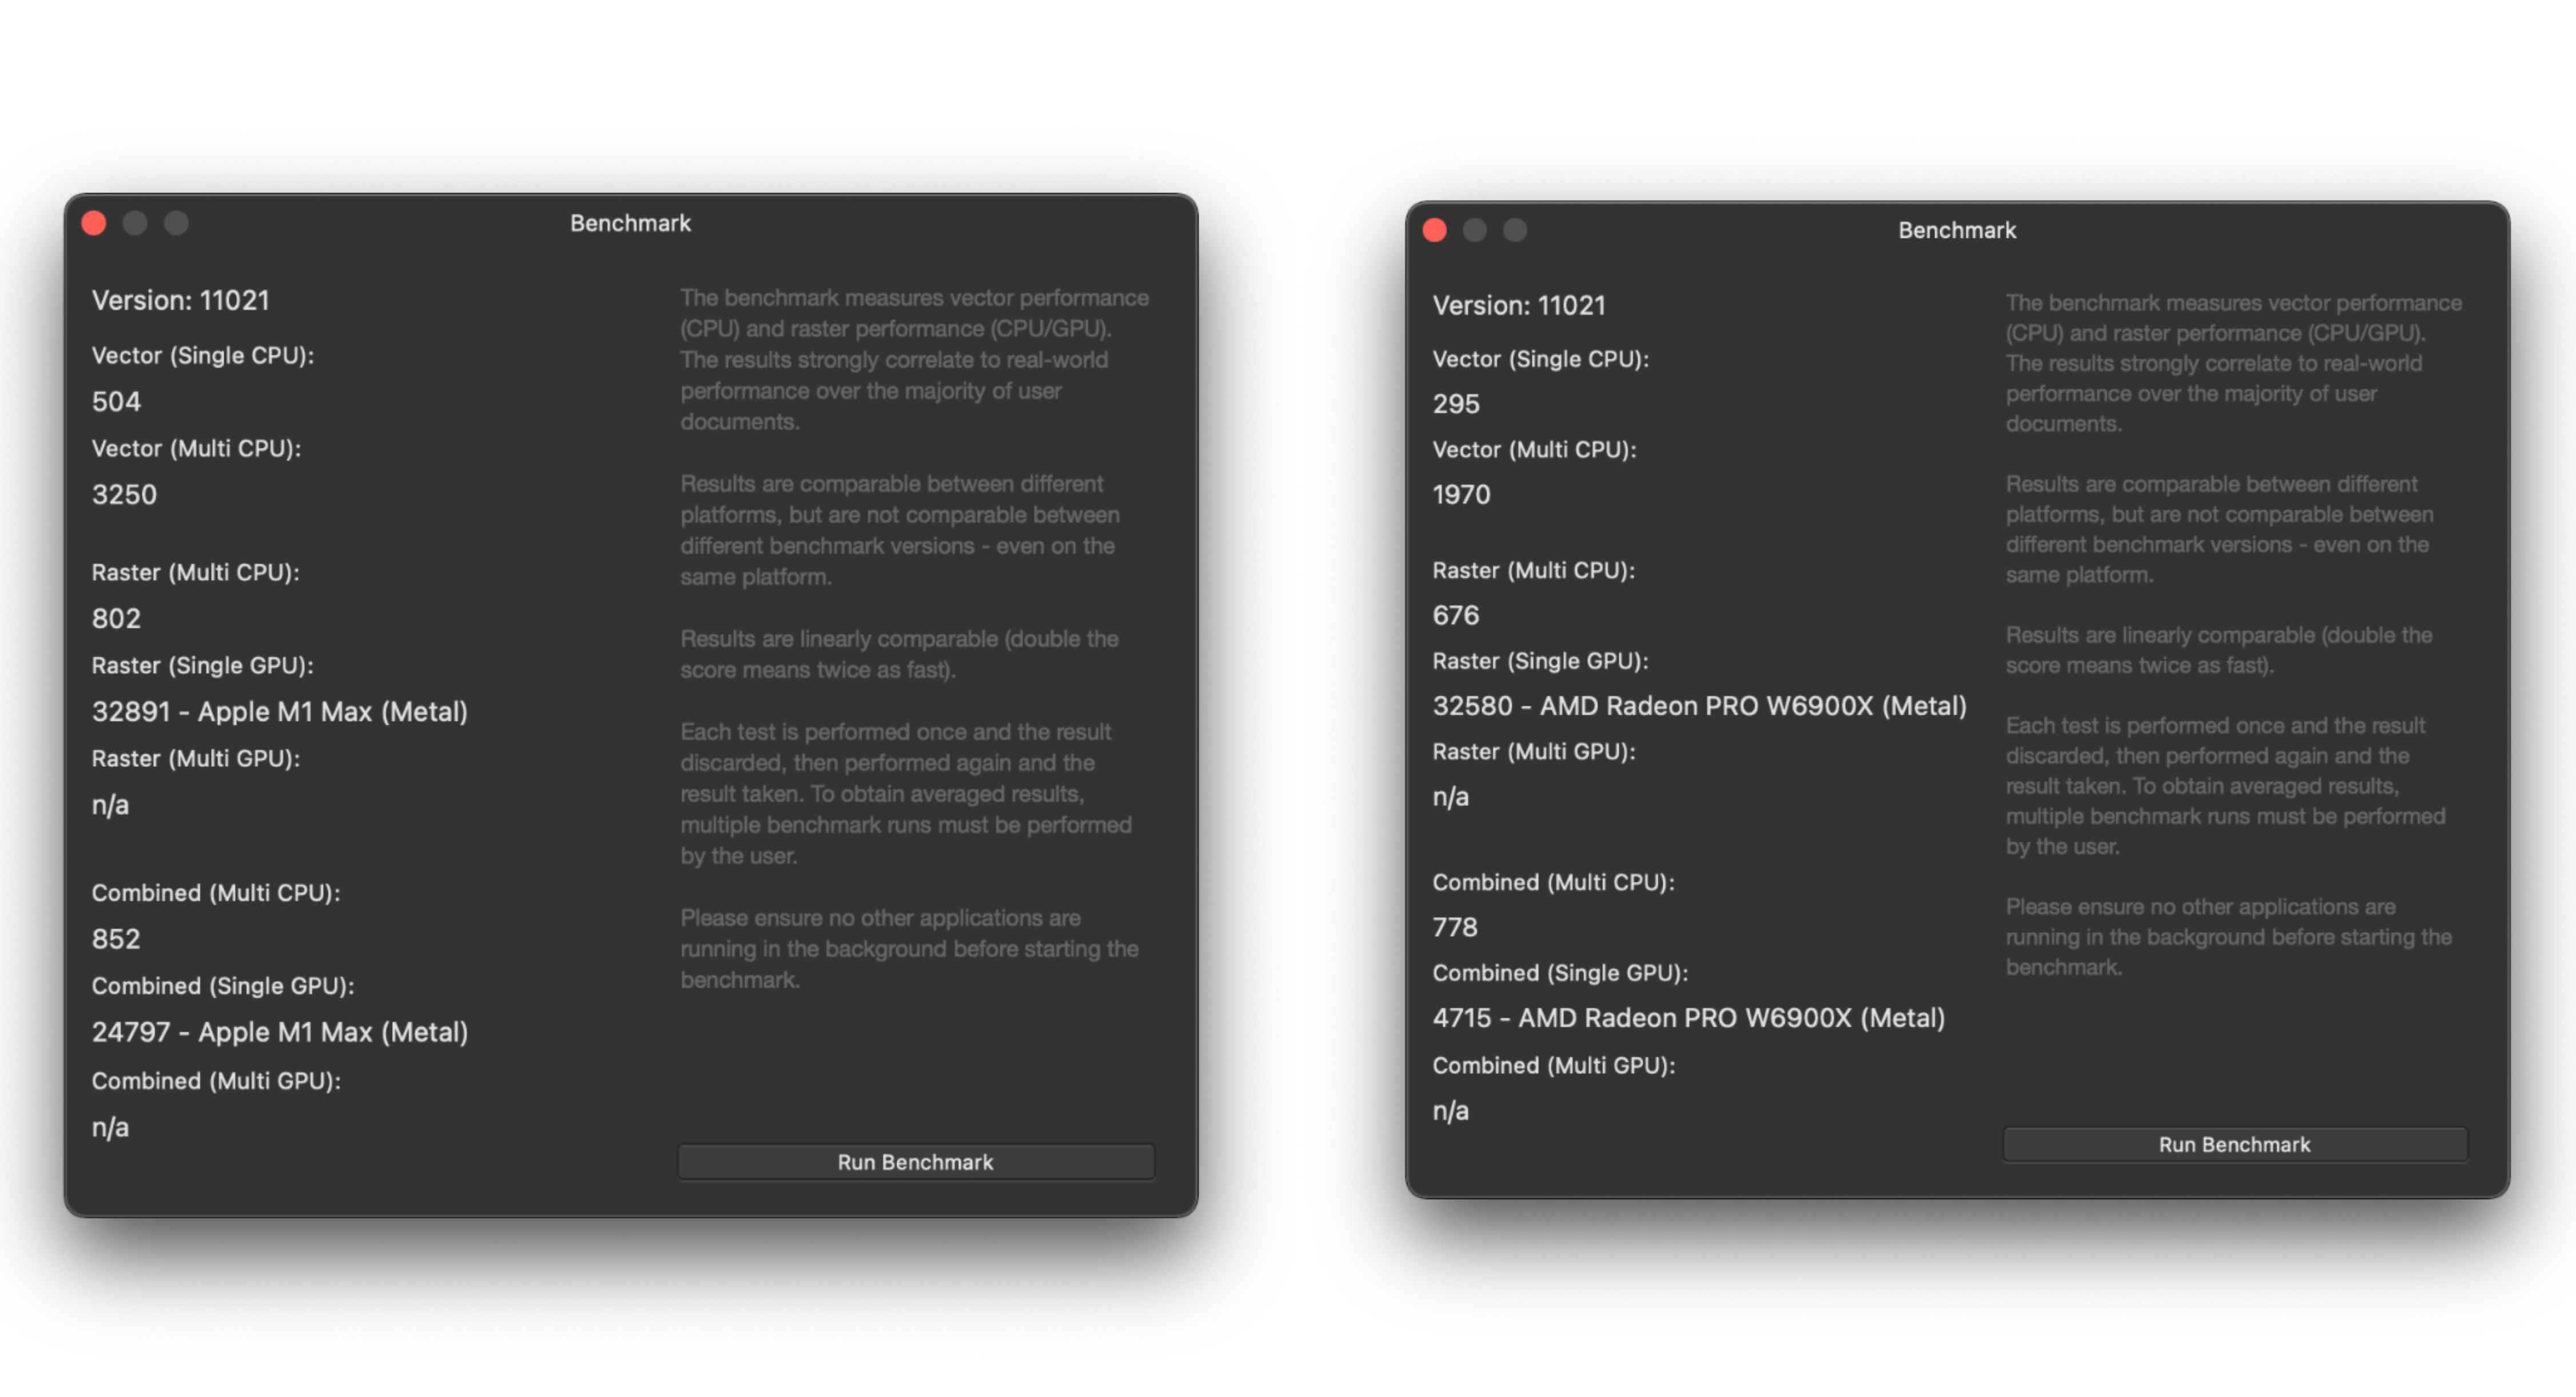 Benchmark
Version: 11021
Vector (Single CPU):
504
Vector (Multi CPU):
3250
Raster (Multi CPU):
802
Raster (Single GPU):
32891 - Apple M1 Max (Metal)
Raster (Multi GPU):
n/a
Combined (Multi CPU):
852
Combined (Single GPU):
24797 - Apple M1 Max (Metal)
Combined (Multi GPU):
n/a
The benchmark measures vector performance
(CPU) and raster performance (CPU/GPU).
The results strongly correlate to real-world
performance over the majority of user
documents.
Results are comparable between different
platforms, but are not comparable between
different benchmark versions - even on the
same platform.
Results are linearly comparable (double the
score means twice as fast).
Each test is performed once and the result
discarded, then performed again and the
result taken. To obtain averaged results,
multiple benchmark runs must be performed
by the user.
Please ensure no other applications are
running in the background before starting the
benchmark.
Run Benchmark
Benchmark
Version: 11021
Vector (Single CPU):
295
Vector (Multi CPU):
1970
Raster (Multi CPU):
676
Raster (Single GPU):
32580 - AMD Radeon PRO W6900X (Metal)
Raster (Multi GPU):
n/a
Combined (Multi CPU):
778
Combined (Single GPU):
4715 - AMD Radeon PRO W6900X (Metal)
Combined (Multi GPU):
n/a
The benchmark measures vector performance
(CPU) and raster performance (CPU/GPU).
The results strongly correlate to real-world
performance over the majority of user
documents.
Results are comparable between different
platforms, but are not comparable between
different benchmark versions - even on the
same platform.
Results are linearly comparable (double the
score means twice as fast).
Each test is performed once and the result
discarded, then performed again and the
result taken. To obtain averaged results,
multiple benchmark runs must be performed
by the user.
Please ensure no other applications are
running in the background before starting the
benchmark.
Run Benchmark